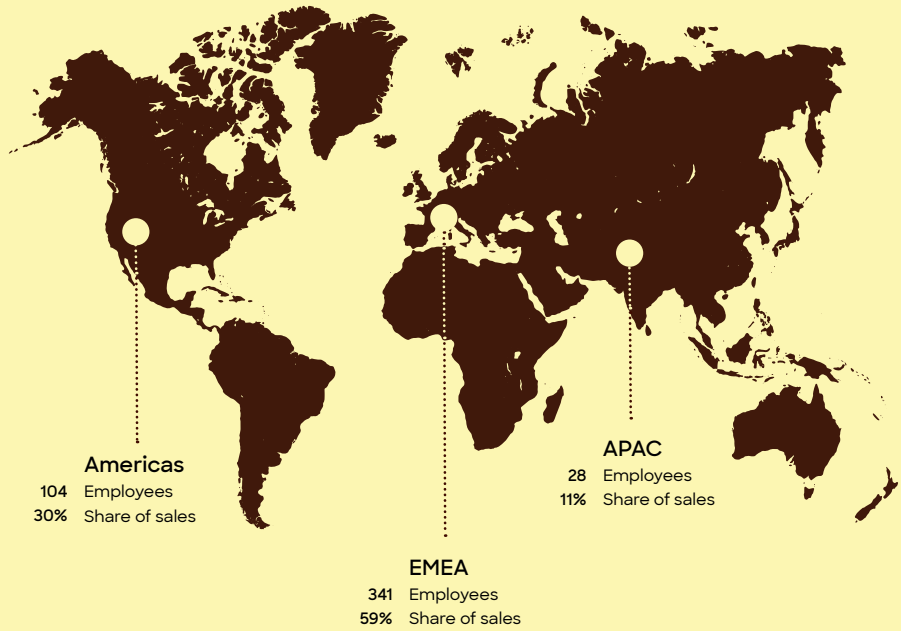 Americas
104 Employees
30% Share of sales
APAC
28 Employees
11% Share of sales
EMEA
341 Employees
59% Share of sales